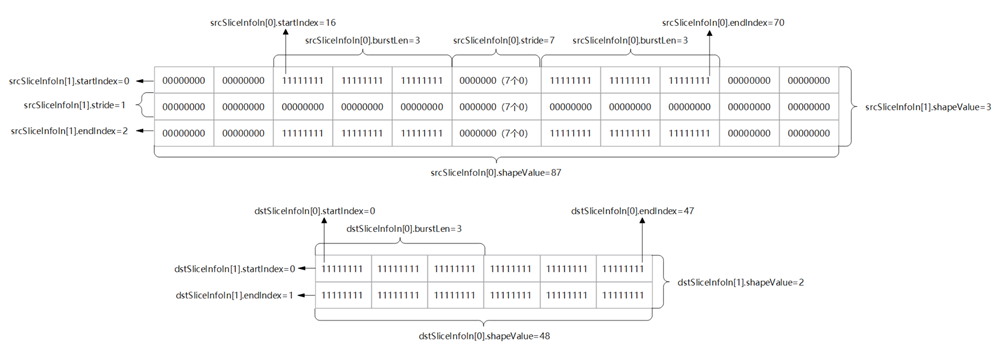 srcSliceInfoIn[0].startIndex=16
srcSliceInfoIn[0].endIndex=70
srcSliceInfoIn[0].burstLen=3
srcSliceInfoIn[0].stride=7
srcSliceInfoIn[0].burstLen=3
srcSliceInfoIn[1].startIndex=0
00000000 00000000 11111111 11111111 11111111 0000000 (7个0) 11111111 11111111 11111111 00000000 00000000
srcSliceInfoIn[1].stride=1
00000000 00000000 00000000 00000000 00000000 0000000 (7个0) 00000000 00000000 00000000 00000000 00000000
srcSliceInfoIn[1].shapeValue=3
srcSliceInfoIn[1].endIndex=2
00000000 00000000 11111111 11111111 11111111 0000000 (7个0) 11111111 11111111 11111111 00000000 00000000
srcSliceInfoIn[0].shapeValue=87
dstSliceInfoIn[0].startIndex=0
dstSliceInfoIn[0].endIndex=47
dstSliceInfoIn[0].burstLen=3
dstSliceInfoIn[1].startIndex=0
11111111 11111111 11111111 11111111 11111111 11111111
dstSliceInfoIn[1].shapeValue=2
dstSliceInfoIn[1].endIndex=1
11111111 11111111 11111111 11111111 11111111 11111111
dstSliceInfoIn[0].shapeValue=48